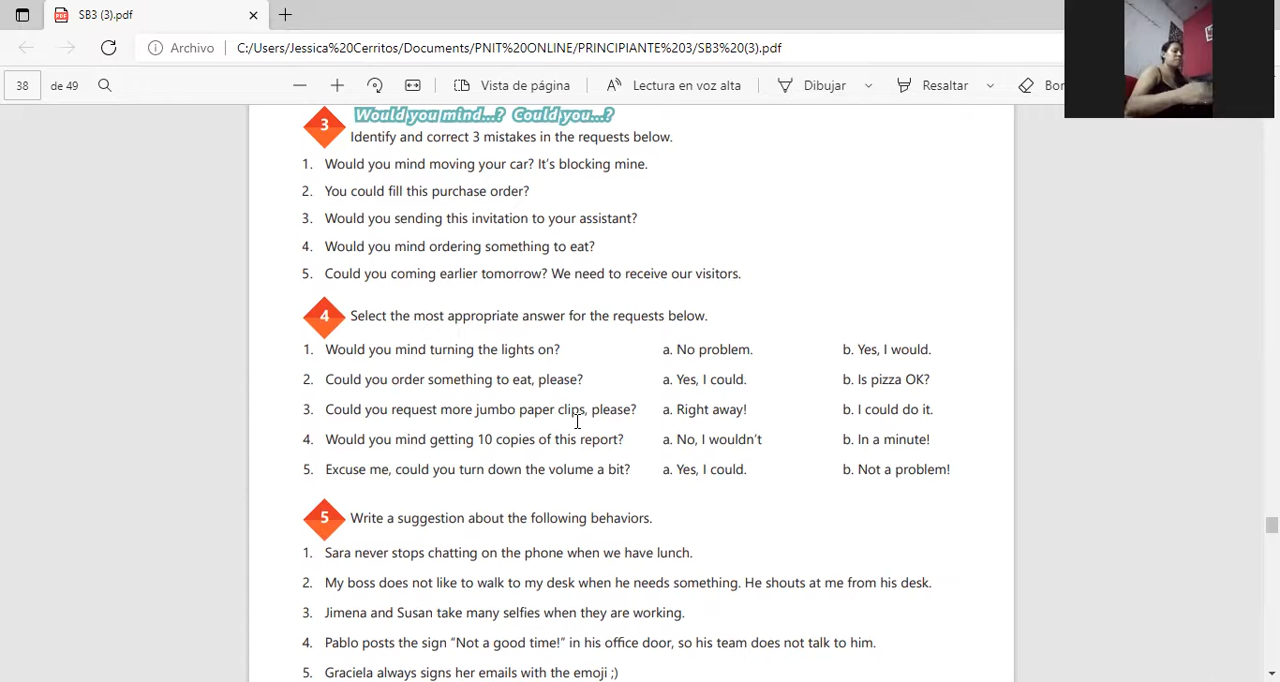 SB3 (3).pdf
Archivo C:/Users/Jessica%20Cerritos/Documents/PNIT%20ONLINE/PRINCIPIANTE%203/SB3%20(3).pdf
38 de 49 Vista de página Lectura en voz alta Dibujar Resaltar Bor
Would you mind...? Could you...?
3 Identify and correct 3 mistakes in the requests below.
1. Would you mind moving your car? It's blocking mine.
2. You could fill this purchase order?
3. Would you sending this invitation to your assistant?
4. Would you mind ordering something to eat?
5. Could you coming earlier tomorrow? We need to receive our visitors.
4 Select the most appropriate answer for the requests below.
1. Would you mind turning the lights on? a. No problem. b. Yes, I would.
2. Could you order something to eat, please? a. Yes, I could. b. Is pizza OK?
3. Could you request more jumbo paper clips, please? a. Right away! b. I could do it.
4. Would you mind getting 10 copies of this report? a. No, I wouldn't b. In a minute!
5. Excuse me, could you turn down the volume a bit? a. Yes, I could. b. Not a problem!
5 Write a suggestion about the following behaviors.
1. Sara never stops chatting on the phone when we have lunch.
2. My boss does not like to walk to my desk when he needs something. He shouts at me from his desk.
3. Jimena and Susan take many selfies when they are working.
4. Pablo posts the sign “Not a good time!” in his office door, so his team does not talk to him.
5. Graciela always signs her emails with the emoji ;)